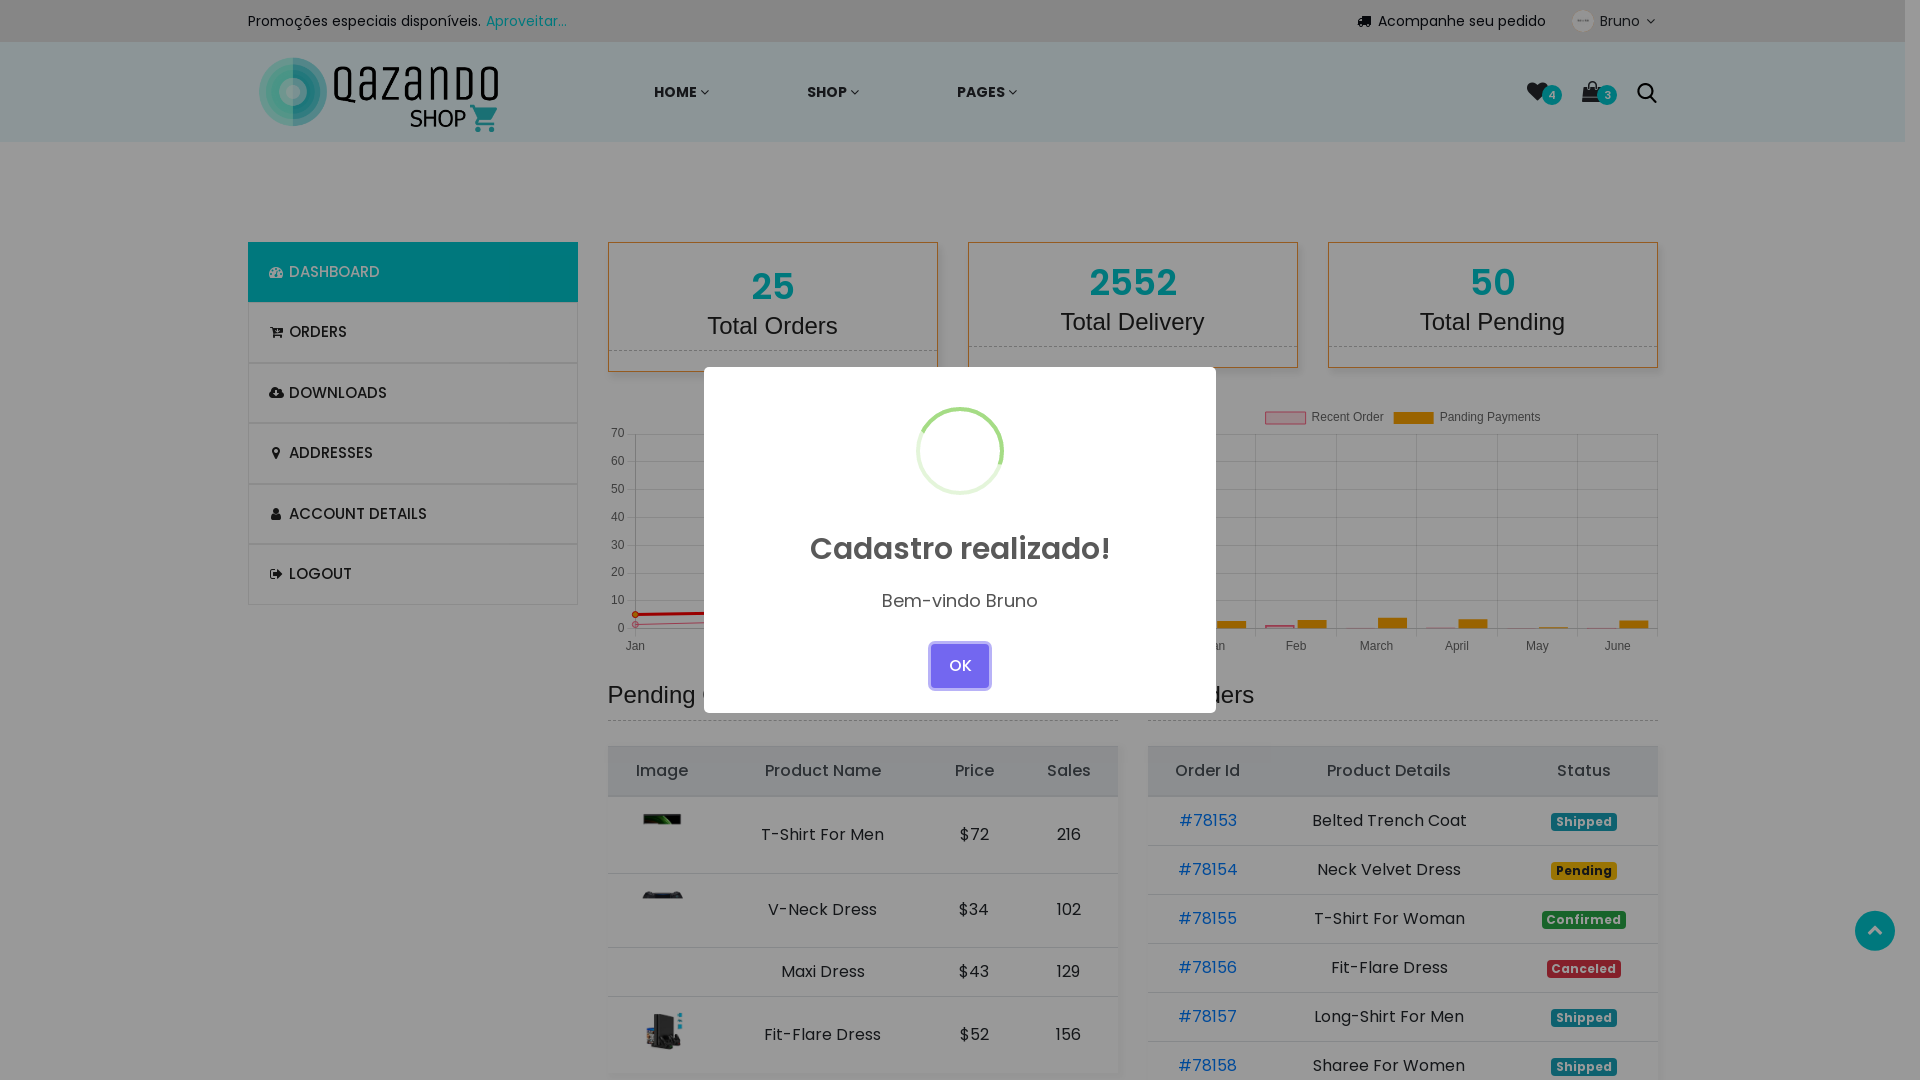 Promoções especiais disponíveis. Aproveitar...
Acompanhe seu pedido
Bruno
QAZANDO
SHOP
HOME
SHOP
PAGES
4
3
DASHBOARD
ORDERS
DOWNLOADS
ADDRESSES
ACCOUNT DETAILS
LOGOUT
25
Total Orders
2552
Total Delivery
50
Total Pending
Recent Order
Panding Payments
70
60
50
40
30
20
10
0
Jan
Feb
March
April
May
June
Cadastro realizado!
Bem-vindo Bruno
OK
Pending
Image Product Name Price Sales
T-Shirt For Men $72 216
V-Neck Dress $34 102
Maxi Dress $43 129
Fit-Flare Dress $52 156
Order Id Product Details Status
#78153 Belted Trench Coat Shipped
#78154 Neck Velvet Dress Pending
#78155 T-Shirt For Woman Confirmed
#78156 Fit-Flare Dress Canceled
#78157 Long-Shirt For Men Shipped
#78158 Sharee For Women Shipped